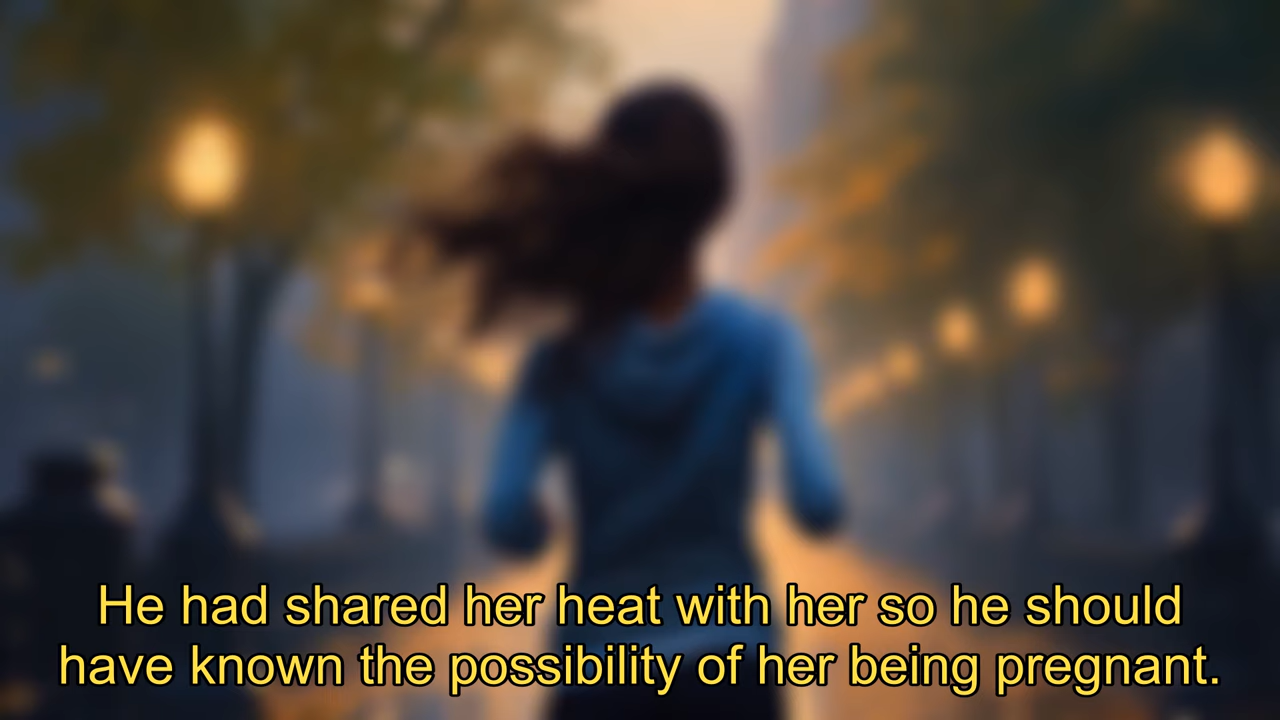 He had shared her heat with her so he should
have known the possibility of her being pregnant.